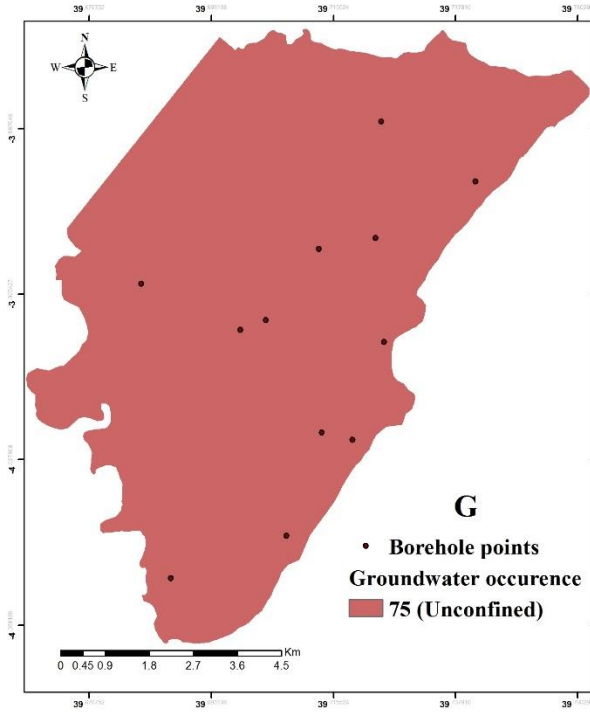 39
39
39
39
39
N
W E
S
-3
-3
-4
-4
G
Borehole points
Groundwater occurence
75 (Unconfined)
Km
0 0.45 0.9 1.8 2.7 3.6 4.5
39
39
39
39
39